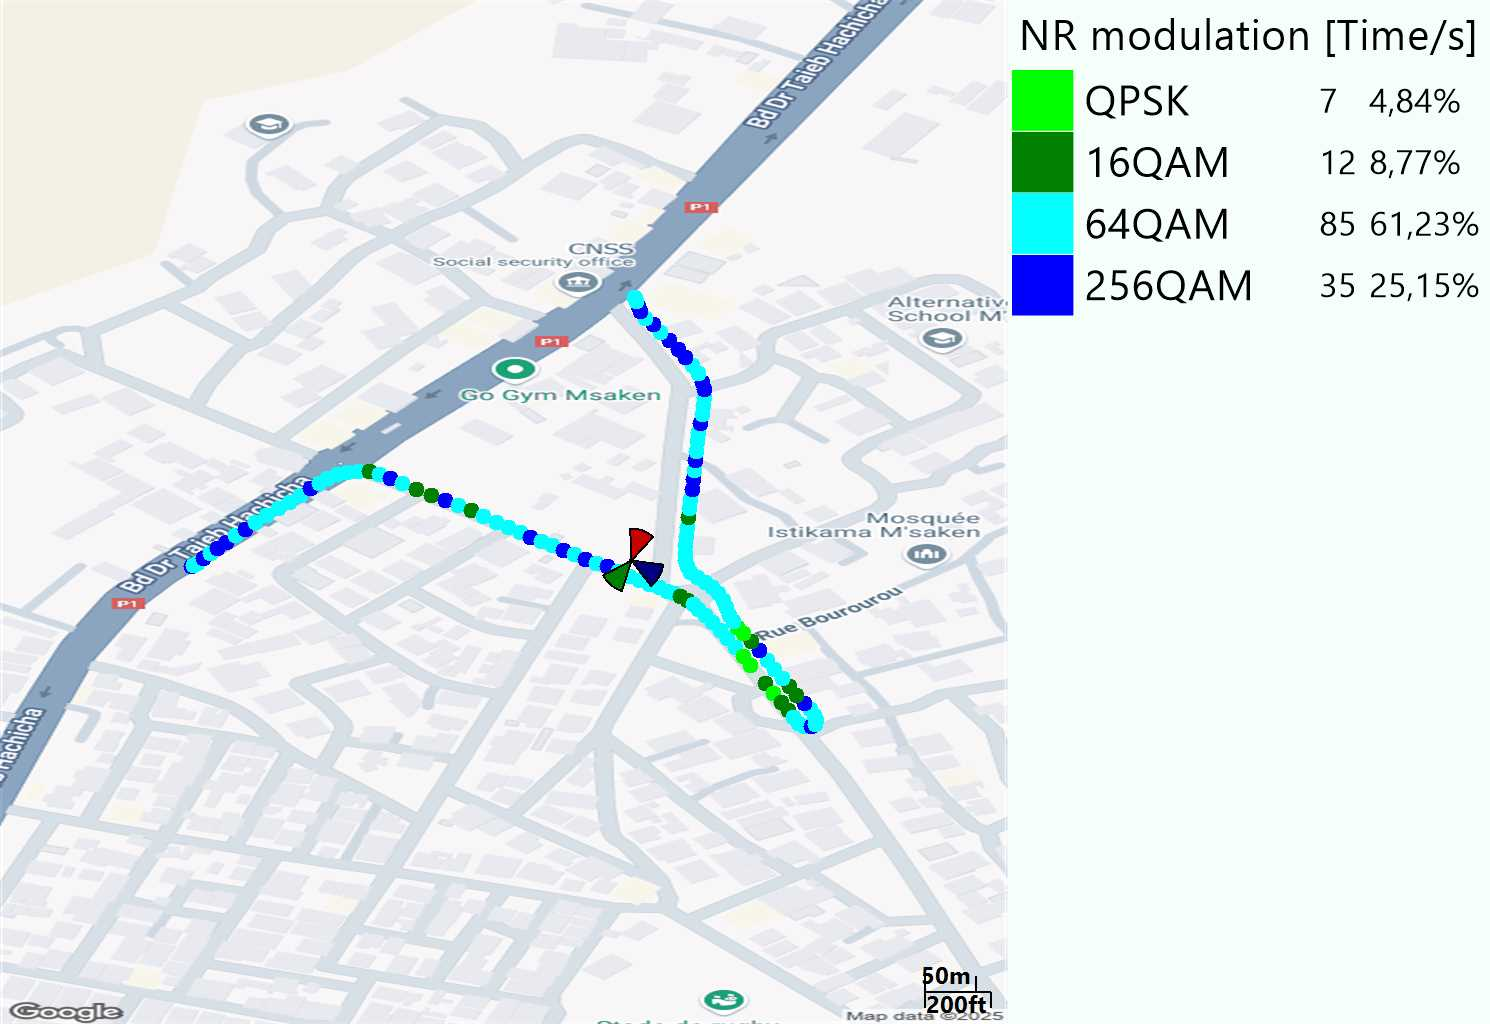 NR modulation [Time/s]
QPSK 7 4,84%
16QAM 12 8,77%
64QAM 85 61,23%
256QAM 35 25,15%
Bd Dr Taieb Hachicha
P1
CNSS
Social security office
Alternativ
School M'
P1
Go Gym Msaken
Bd Dr Taieb Hachicha
Mosquée
Istikama M'saken
P1
Rue Bourourou
Hachicha
50m
200ft
Google
Map data ©2025